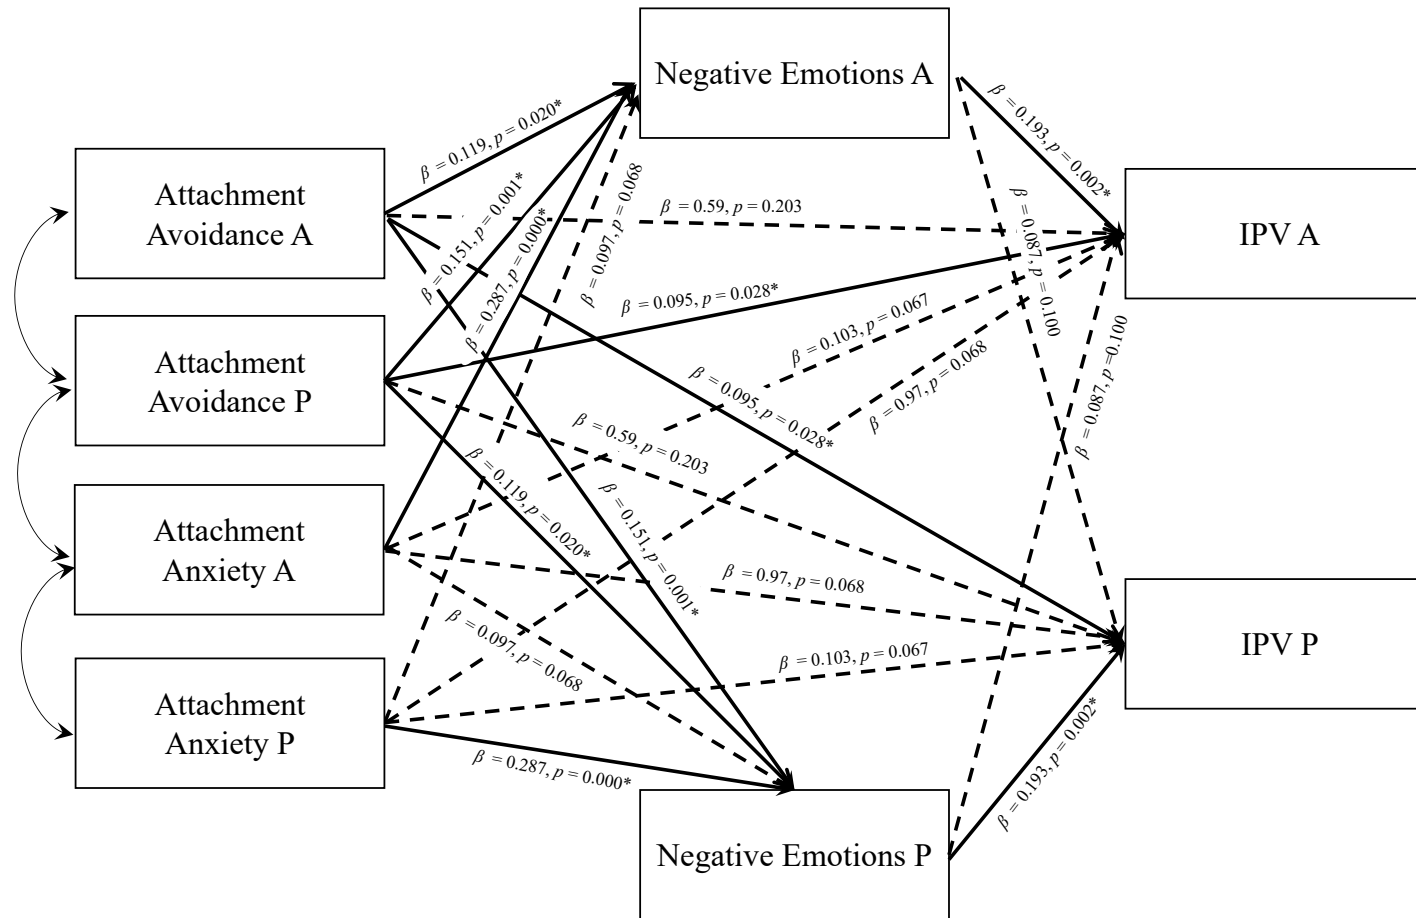 Negative Emotions A
β = 0.119, p = 0.020*
β = 0.193, p = 0.002*
Attachment
Avoidance A
β = 0.151, p = 0.001*
β = 0.287, p = 0.000*
β = 0.097, p = 0.068
β = 0.59, p = 0.203
β = 0.087, p = 0.100
IPV A
β = 0.095, p = 0.028*
β = 0.103, p = 0.067
β = 0.97, p = 0.068
β = 0.087, p=0.100
Attachment
Avoidance P
β = 0.095, p = 0.028*
β = 0.59, p = 0.203
β = 0.119, p = 0.020*
β = 0.151, p = 0.001*
Attachment
Anxiety A
β = 0.97, p = 0.068
β = 0.097, p = 0.068
β = 0.103, p = 0.067
IPV P
Attachment
Anxiety P
β = 0.287, p = 0.000*
β = 0.193, p = 0.002*
Negative Emotions P